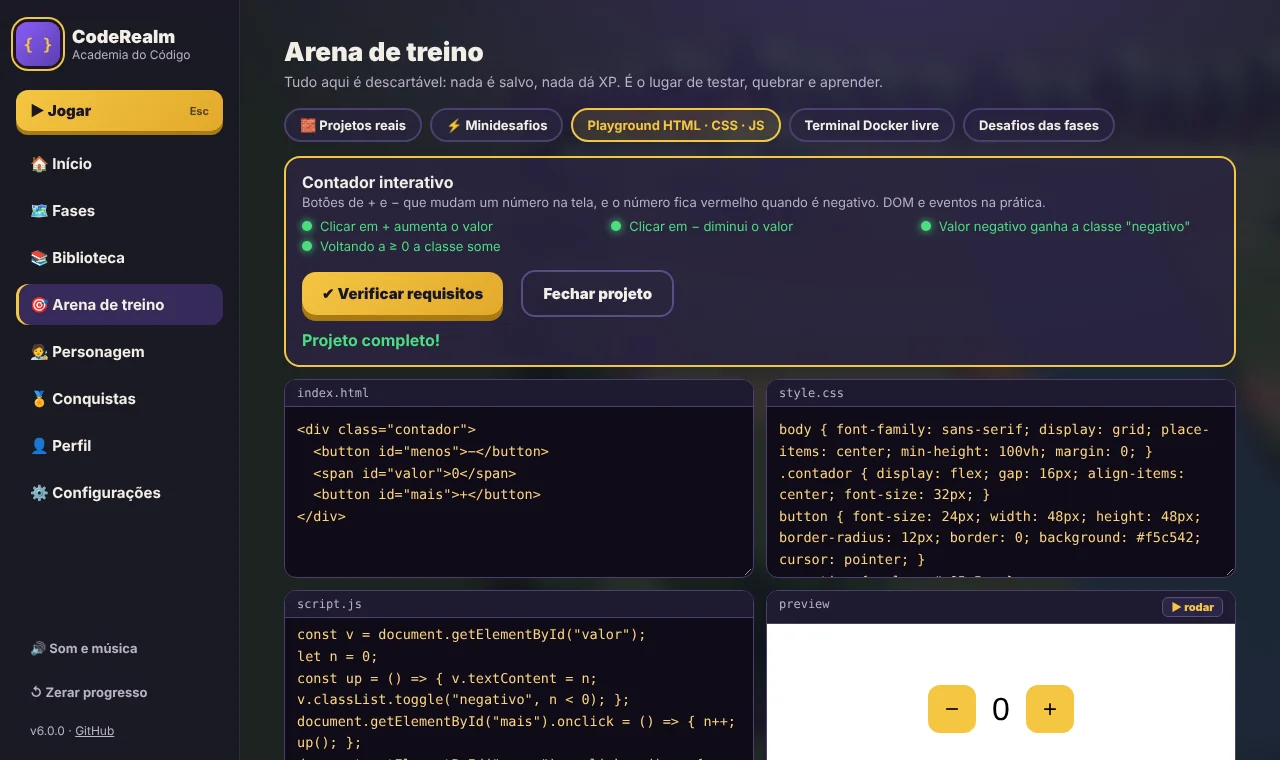 { }
CodeRealm
Academia do Código
▶ Jogar
Esc
🏠 Início
🗺️ Fases
📚 Biblioteca
🎯 Arena de treino
🧑‍🎨 Personagem
🏅 Conquistas
👤 Perfil
⚙️ Configurações
🔊 Som e música
↺ Zerar progresso
v6.0.0 · GitHub
Arena de treino
Tudo aqui é descartável: nada é salvo, nada dá XP. É o lugar de testar, quebrar e aprender.
🧱 Projetos reais
⚡ Minidesafios
Playground HTML · CSS · JS
Terminal Docker livre
Desafios das fases
Contador interativo
Botões de + e − que mudam um número na tela, e o número fica vermelho quando é negativo. DOM e eventos na prática.
Clicar em + aumenta o valor
Clicar em − diminui o valor
Valor negativo ganha a classe "negativo"
Voltando a ≥ 0 a classe some
✔ Verificar requisitos
Fechar projeto
Projeto completo!
index.html
<div class="contador">
  <button id="menos">−</button>
  <span id="valor">0</span>
  <button id="mais">+</button>
</div>
style.css
body { font-family: sans-serif; display: grid; place-
items: center; min-height: 100vh; margin: 0; }
.contador { display: flex; gap: 16px; align-items:
center; font-size: 32px; }
button { font-size: 24px; width: 48px; height: 48px;
border-radius: 12px; border: 0; background: #f5c542;
cursor: pointer; }
script.js
const v = document.getElementById("valor");
let n = 0;
const up = () => { v.textContent = n;
v.classList.toggle("negativo", n < 0); };
document.getElementById("mais").onclick = () => { n++;
up(); };
preview
▶ rodar
− 0 +